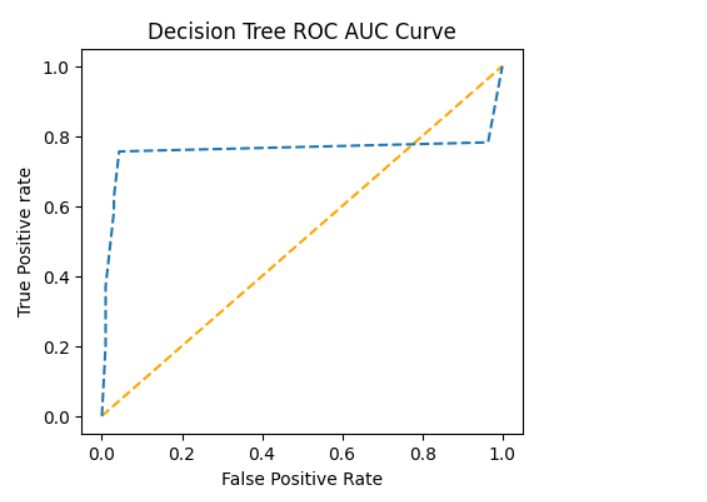 Decision Tree ROC AUC Curve
True Positive rate
1.0
0.8
0.6
0.4
0.2
0.0
0.0 0.2 0.4 0.6 0.8 1.0
False Positive Rate